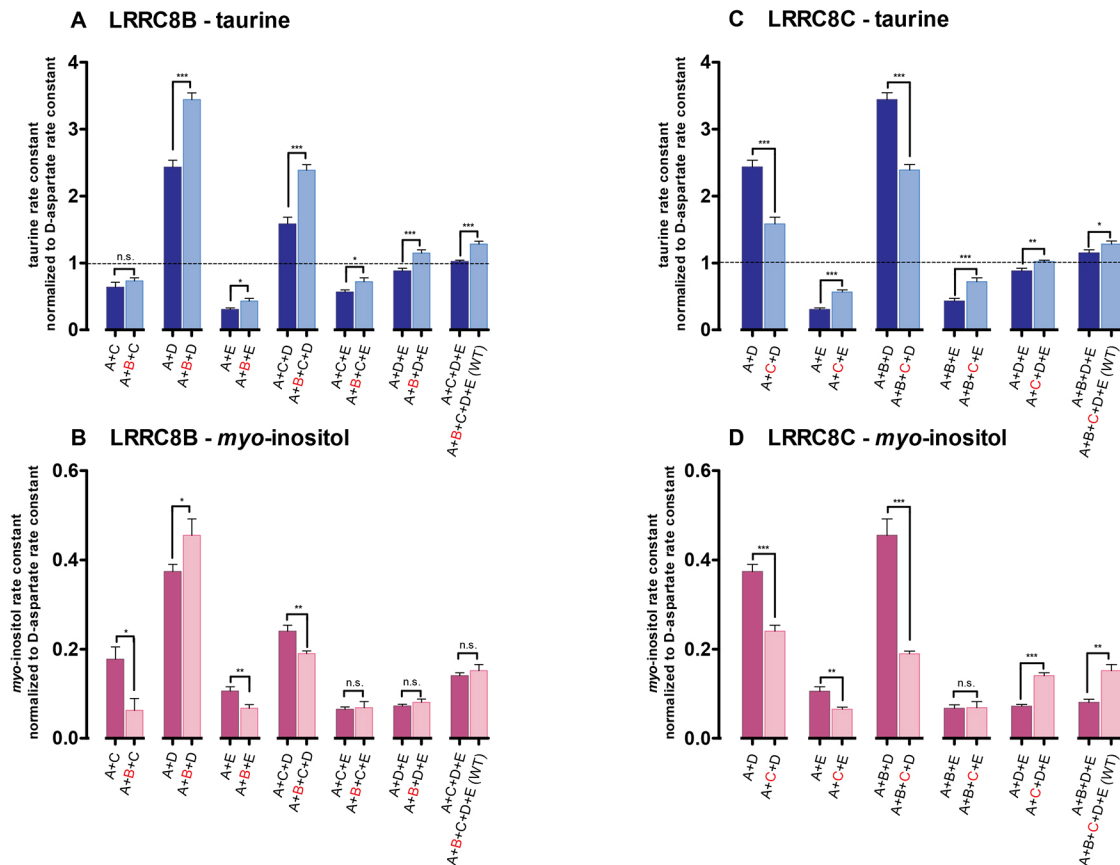 A LRRC8B - taurine
taurine rate constant
normalized to D-aspartate rate constant
4
3
2
1
0
n.s.
***
*
***
*
***
***
A+C
A+B+C
A+D
A+B+D
A+E
A+B+E
A+C+D
A+B+C+D
A+C+E
A+B+C+E
A+D+E
A+B+D+E
A+C+D+E
A+B+C+D+E (WT)
C LRRC8C - taurine
taurine rate constant
normalized to D-aspartate rate constant
4
3
2
1
0
***
***
***
***
**
*
A+D
A+C+D
A+E
A+C+E
A+B+D
A+B+C+D
A+B+E
A+B+C+E
A+D+E
A+C+D+E
A+B+D+E
A+B+C+D+E (WT)
B LRRC8B - myo-inositol
myo-inositol rate constant
normalized to D-aspartate rate constant
0.6
0.4
0.2
0.0
*
*
**
**
n.s.
n.s.
n.s.
A+C
A+B+C
A+D
A+B+D
A+E
A+B+E
A+C+D
A+B+C+D
A+C+E
A+B+C+E
A+D+E
A+B+D+E
A+C+D+E
A+B+C+D+E (WT)
D LRRC8C - myo-inositol
myo-inositol rate constant
normalized to D-aspartate rate constant
0.6
0.4
0.2
0.0
***
**
***
n.s.
***
**
A+D
A+C+D
A+E
A+C+E
A+B+D
A+B+C+D
A+B+E
A+B+C+E
A+D+E
A+C+D+E
A+B+D+E
A+B+C+D+E (WT)